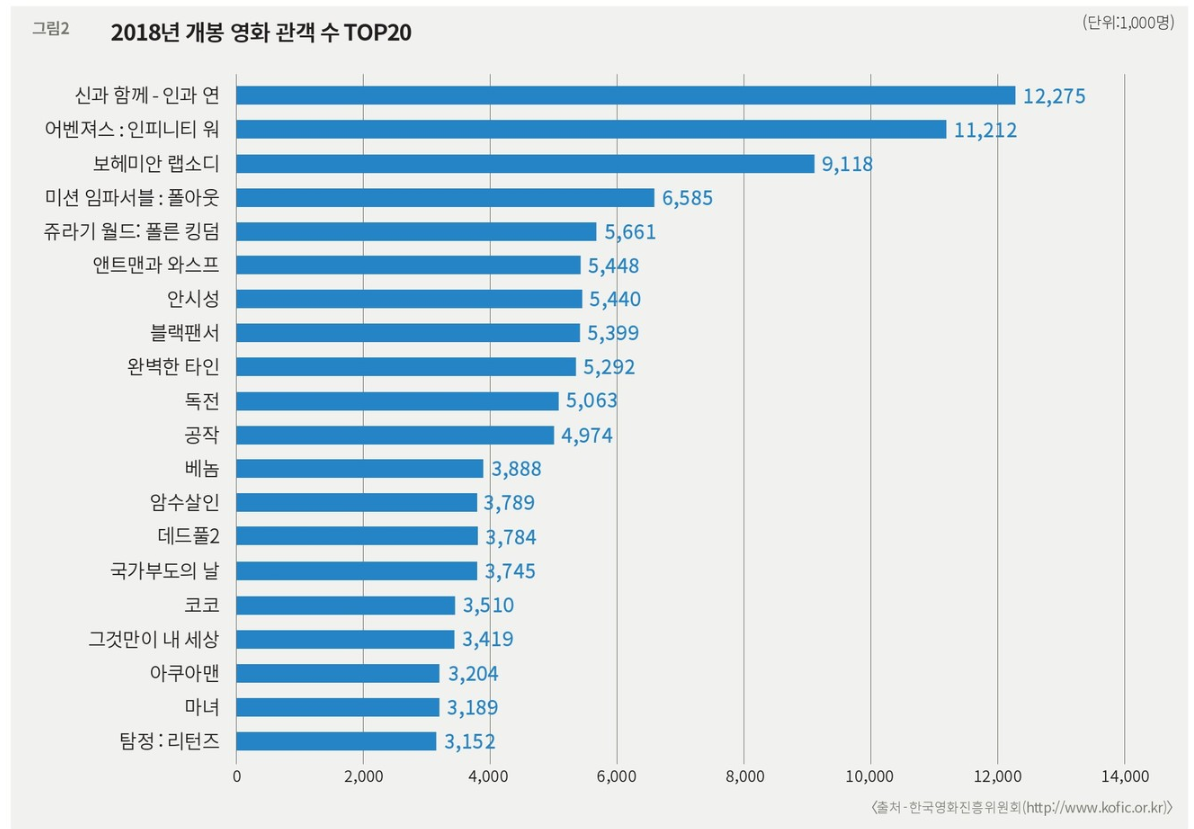 그림2
2018년 개봉 영화 관객 수 TOP20
(단위:1,000명)
신과 함께 - 인과 연 12,275
어벤져스 : 인피니티 워 11,212
보헤미안 랩소디 9,118
미션 임파서블 : 폴아웃 6,585
쥬라기 월드: 폴른 킹덤 5,661
앤트맨과 와스프 5,448
안시성 5,440
블랙팬서 5,399
완벽한 타인 5,292
독전 5,063
공작 4,974
베놈 3,888
암수살인 3,789
데드풀2 3,784
국가부도의 날 3,745
코코 3,510
그것만이 내 세상 3,419
아쿠아맨 3,204
마녀 3,189
탐정 : 리턴즈 3,152
0 2,000 4,000 6,000 8,000 10,000 12,000 14,000
〈출처 - 한국영화진흥위원회(http://www.kofic.or.kr)〉